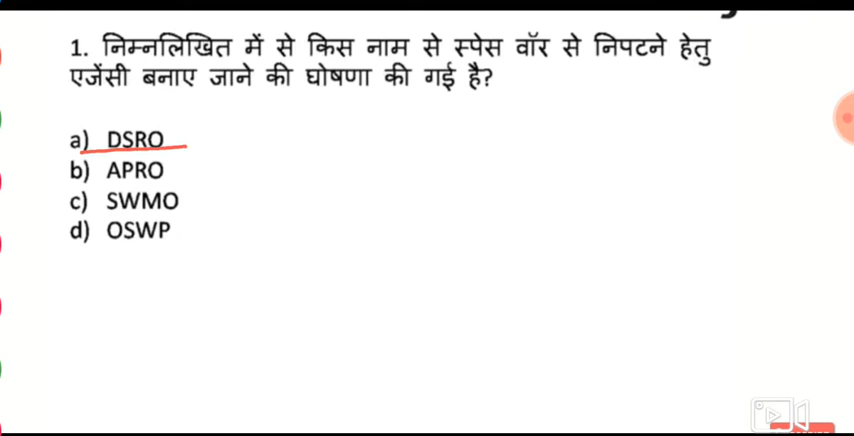 1. निम्नलिखित में से किस नाम से स्पेस वॉर से निपटने हेतु
एजेंसी बनाए जाने की घोषणा की गई है?
a) DSRO
b) APRO
c) SWMO
d) OSWP